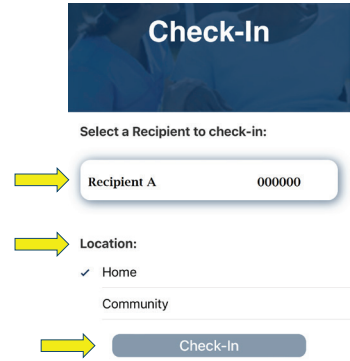 Check-In
Select a Recipient to check-in:
Recipient A 000000
Location:
Home
Community
Check-In